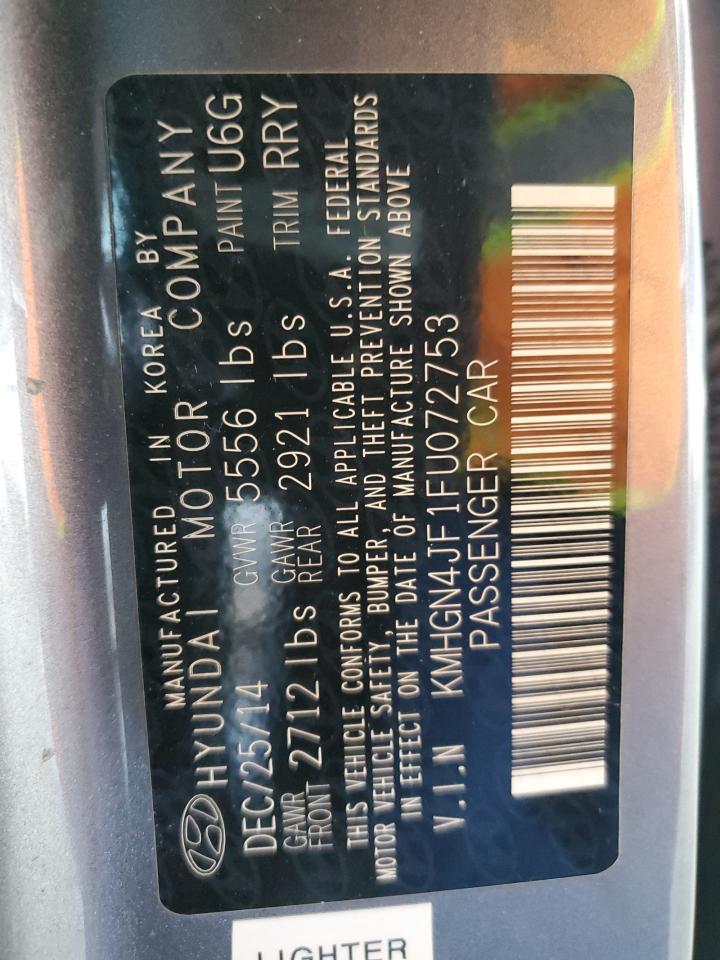 MANUFACTURED IN KOREA BY
HYUNDAI MOTOR COMPANY
DEC/25/14 GVWR 5556 lbs PAINT U6G
GAWR FRONT 2712 lbs GAWR REAR 2921 lbs TRIM RRY
THIS VEHICLE CONFORMS TO ALL APPLICABLE U.S.A. FEDERAL
MOTOR VEHICLE SAFETY, BUMPER, AND THEFT PREVENTION STANDARDS
IN EFFECT ON THE DATE OF MANUFACTURE SHOWN ABOVE
V.I.N KMHGN4JF1FU072753
PASSENGER CAR
LIGHTER